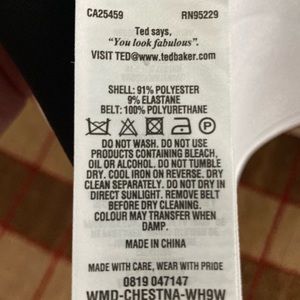 CA25459 RN95229
Ted says,
"You look fabulous".
VISIT TED@www.tedbaker.com
SHELL: 91% POLYESTER
9% ELASTANE
BELT: 100% POLYURETHANE
DO NOT WASH. DO NOT USE
PRODUCTS CONTAINING BLEACH,
OIL OR ALCOHOL. DO NOT TUMBLE
DRY. COOL IRON ON REVERSE. DRY
CLEAN SEPARATELY. DO NOT DRY IN
DIRECT SUNLIGHT. REMOVE BELT
BEFORE DRY CLEANING.
COLOUR MAY TRANSFER WHEN
DAMP.
MADE IN CHINA
MADE WITH CARE, WEAR WITH PRIDE
0819 047147
WMD-CHESTNA-WH9W